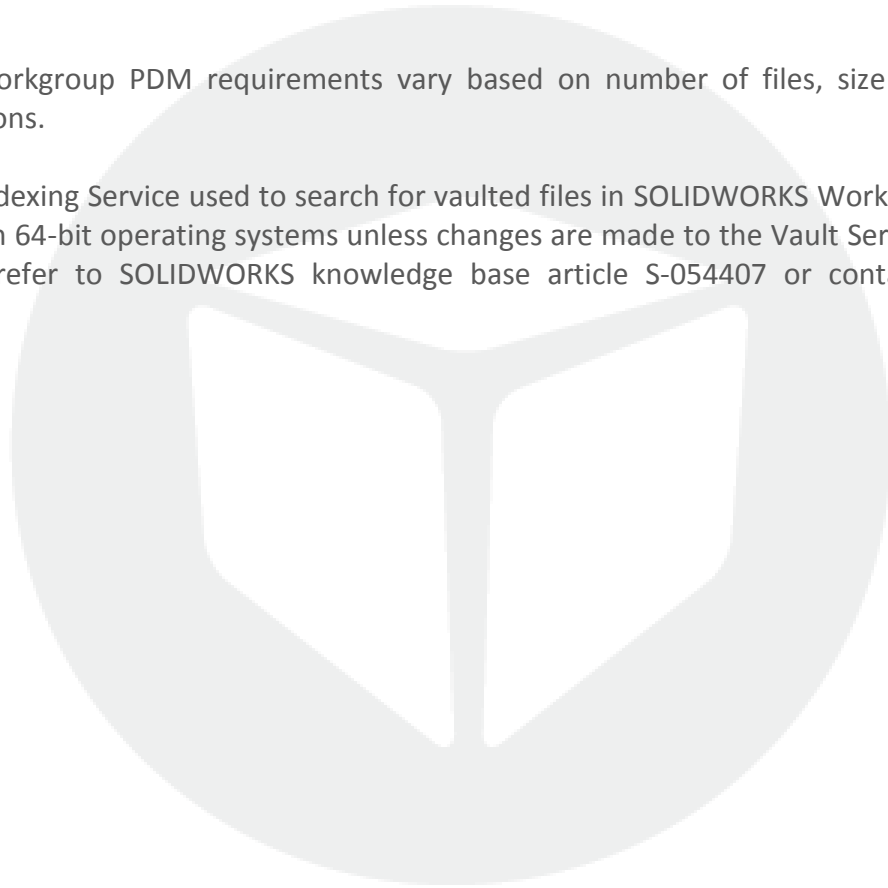 orkgroup PDM requirements vary based on number of files, size
ons.
dexing Service used to search for vaulted files in SOLIDWORKS Work
n 64-bit operating systems unless changes are made to the Vault Ser
refer to SOLIDWORKS knowledge base article S-054407 or conta